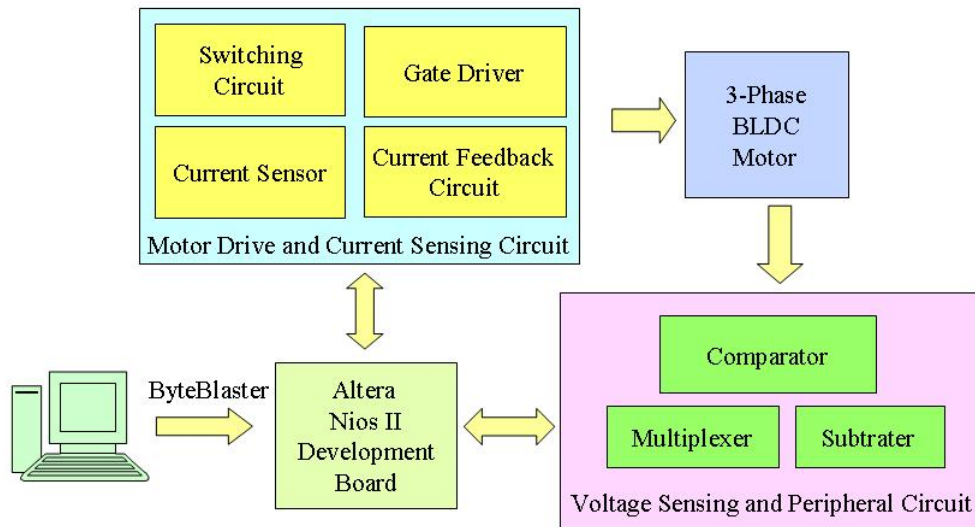 Switching
Circuit
Gate Driver
3-Phase
BLDC
Motor
Current Sensor
Current Feedback
Circuit
Motor Drive and Current Sensing Circuit
ByteBlaster
Altera
Nios II
Development
Board
Comparator
Multiplexer
Subtrater
Voltage Sensing and Peripheral Circuit